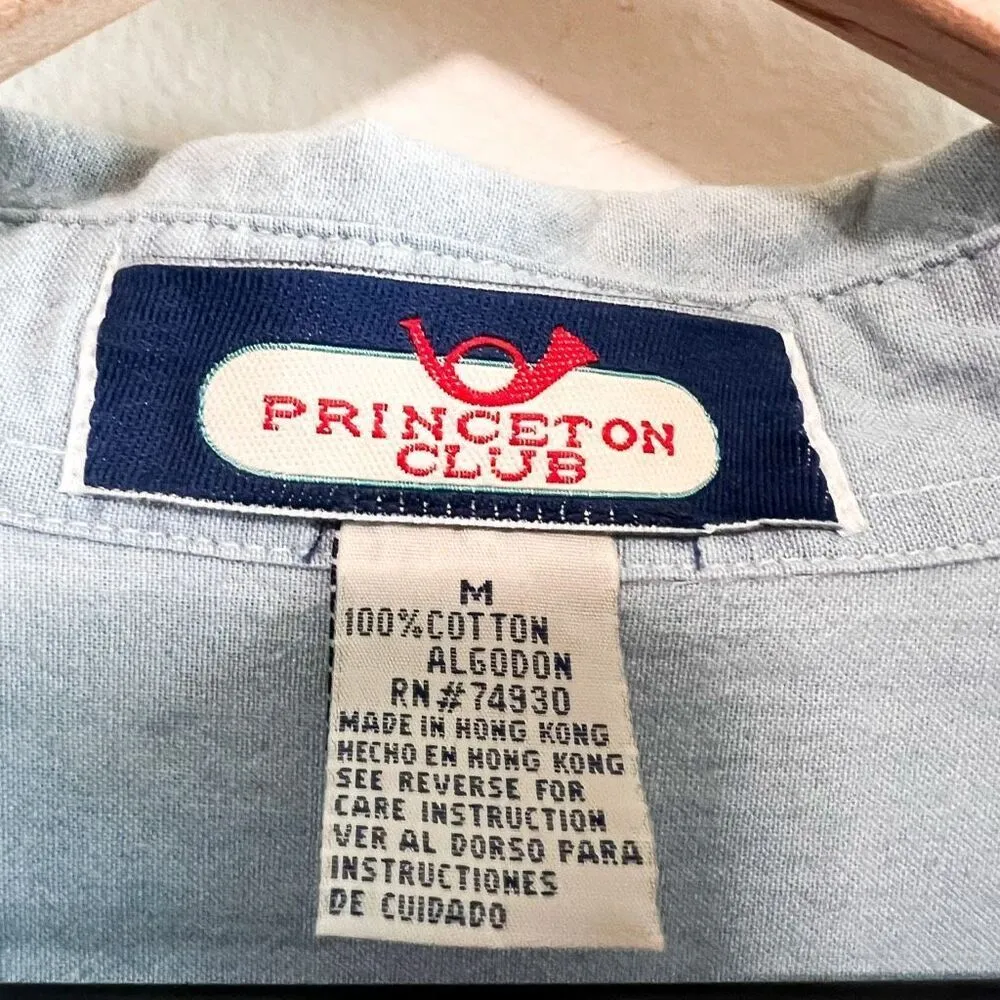 PRINCETON
CLUB
M
100%COTTON
ALGODON
RN#74930
MADE IN HONG KONG
HECHO EN HONG KONG
SEE REVERSE FOR
CARE INSTRUCTION
VER AL DORSO PARA
INSTRUCTIONES
DE CUIDADO